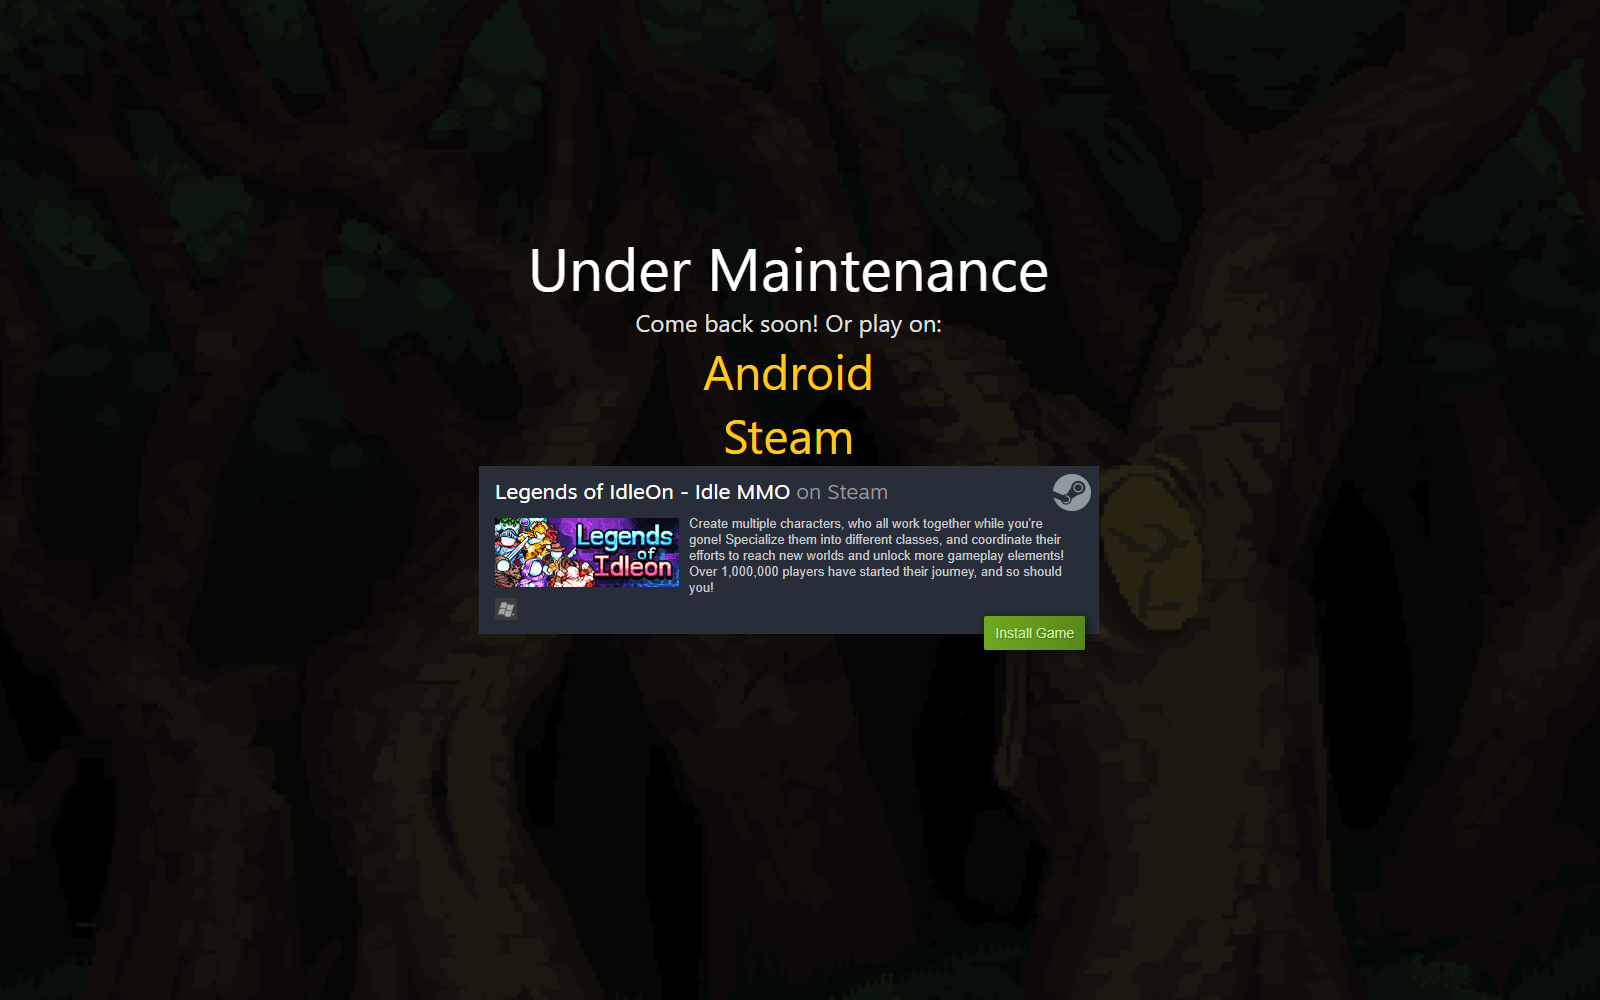 Under Maintenance
Come back soon! Or play on:
Android
Steam
Legends of IdleOn - Idle MMO on Steam
Legends
of
Idleon
Create multiple characters, who all work together while you're
gone! Specialize them into different classes, and coordinate their
efforts to reach new worlds and unlock more gameplay elements!
Over 1,000,000 players have started their journey, and so should
you!
Install Game